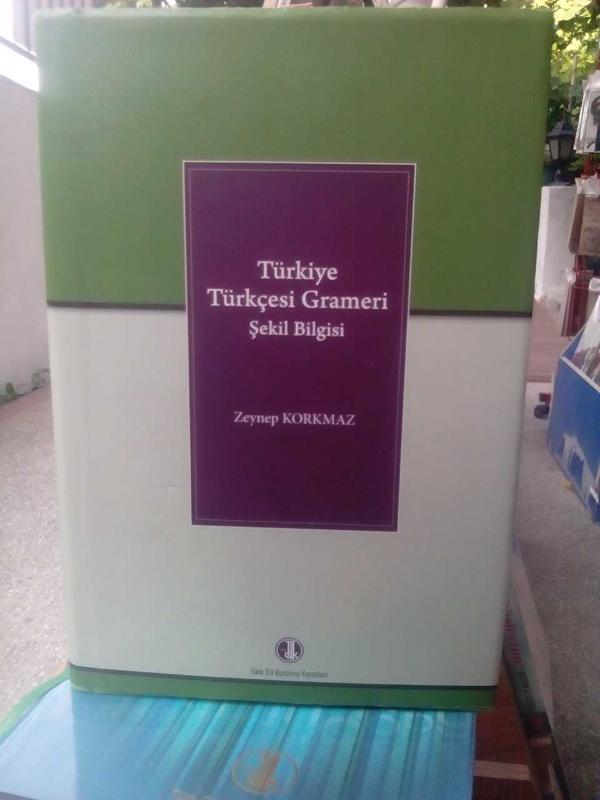 Türkiye
Türkçesi Grameri
Şekil Bilgisi
Zeynep KORKMAZ
Türk Dil Kurumu Yayınları